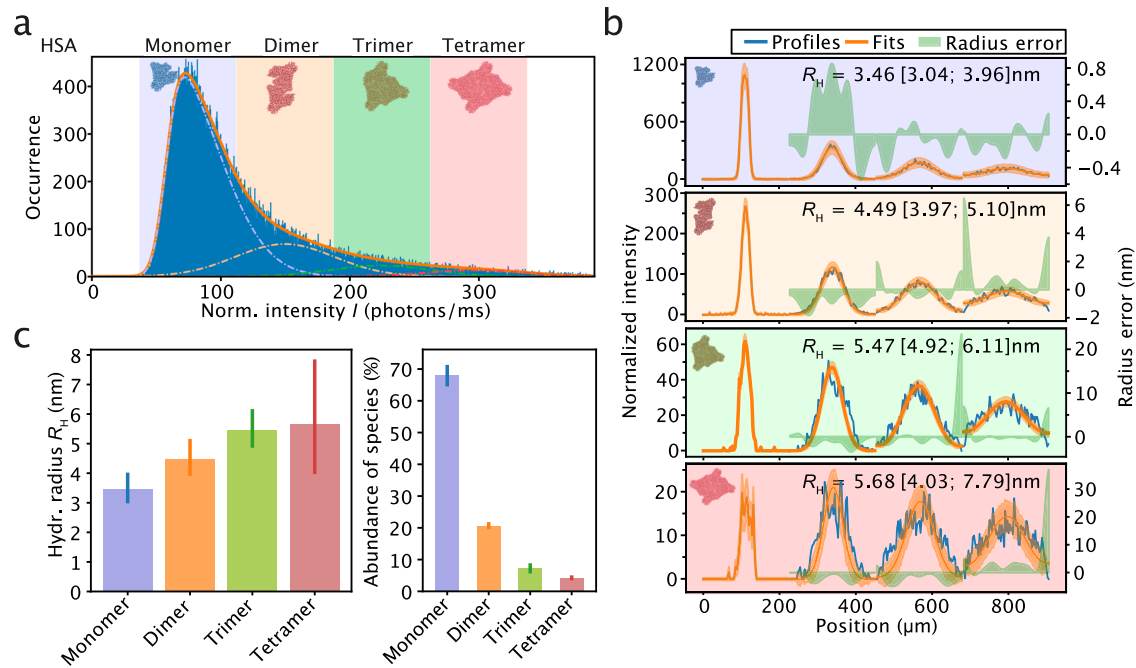 a
HSA Monomer Dimer Trimer Tetramer
400
300
200
100
0
Occurrence
0 100 200 300
Norm. intensity I (photons/ms)
b
Profiles Fits Radius error
R_H = 3.46 [3.04; 3.96]nm
1200
600
0
0.8
0.0
−0.4
R_H = 4.49 [3.97; 5.10]nm
300
200
100
0
6
4
2
0
−2
R_H = 5.47 [4.92; 6.11]nm
60
40
20
0
20
10
0
R_H = 5.68 [4.03; 7.79]nm
20
10
0
30
20
10
0
Normalized intensity
Radius error (nm)
0 200 400 600 800
Position (µm)
c
8
7
6
5
4
3
2
1
0
Hydr. radius R_H (nm)
Monomer
Dimer
Trimer
Tetramer
70
60
50
40
30
20
10
0
Abundance of species (%)
Monomer
Dimer
Trimer
Tetramer